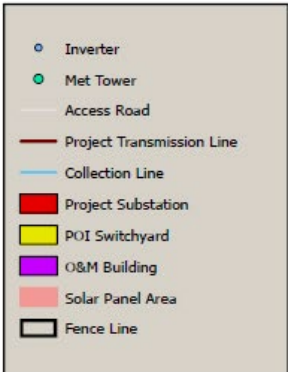 Inverter
Met Tower
Access Road
Project Transmission Line
Collection Line
Project Substation
POI Switchyard
O&M Building
Solar Panel Area
Fence Line